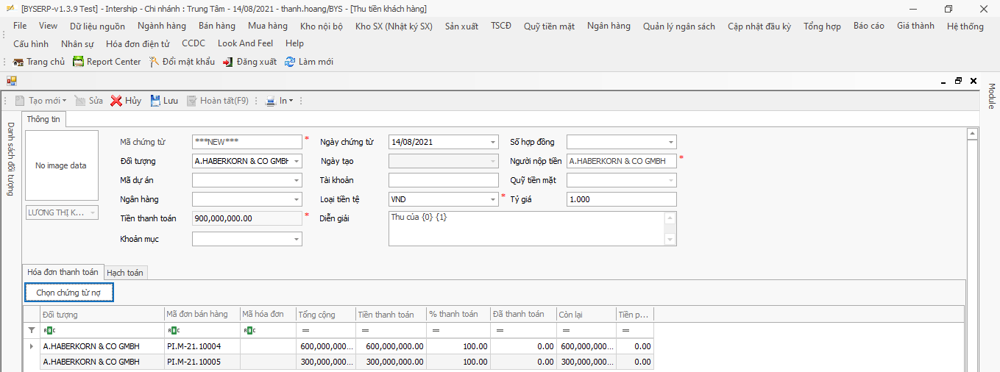 [BYSERP-v1.3.9 Test] - Intership - Chi nhánh : Trung Tâm - 14/08/2021 - thanh.hoang/BYS - [Thu tiền khách hàng]
File View Dữ liệu nguồn Ngành hàng Bán hàng Mua hàng Kho nội bộ Kho SX (Nhật ký SX) Sản xuất TSCĐ Quỹ tiền mặt Ngân hàng Quản lý ngân sách Cập nhật đầu kỳ Tổng hợp Báo cáo Giá thành Hệ thống
Cấu hình Nhân sự Hóa đơn điện tử CCDC Look And Feel Help
Trang chủ Report Center Đổi mật khẩu Đăng xuất Làm mới
Tạo mới Sửa Hủy Lưu Hoàn tất(F9) In
Module
Danh sách đối tượng
Thông tin
No image data
LƯƠNG THỊ K...
Mã chứng từ ***NEW*** * Ngày chứng từ 14/08/2021 Số hợp đồng
Đối tượng A.HABERKORN & CO GMBH Ngày tạo Người nộp tiền A.HABERKORN & CO GMBH *
Mã dự án Tài khoản Quỹ tiền mặt
Ngân hàng Loại tiền tệ VND * Tỷ giá 1.000
Tiền thanh toán 900,000,000.00 * Diễn giải Thu của {0} {1}
Khoản mục
Hóa đơn thanh toán Hạch toán
Chọn chứng từ nợ
Đối tượng Mã đơn bán hàng Mã hóa đơn Tổng cộng Tiền thanh toán % thanh toán Đã thanh toán Còn lại Tiền p...
ABC ABC ABC = = = = = =
A.HABERKORN & CO GMBH PI.M-21.10004 600,000,000... 600,000,000.00 100.00 0.00 600,000,000... 0.00
A.HABERKORN & CO GMBH PI.M-21.10005 300,000,000... 300,000,000.00 100.00 0.00 300,000,000... 0.00